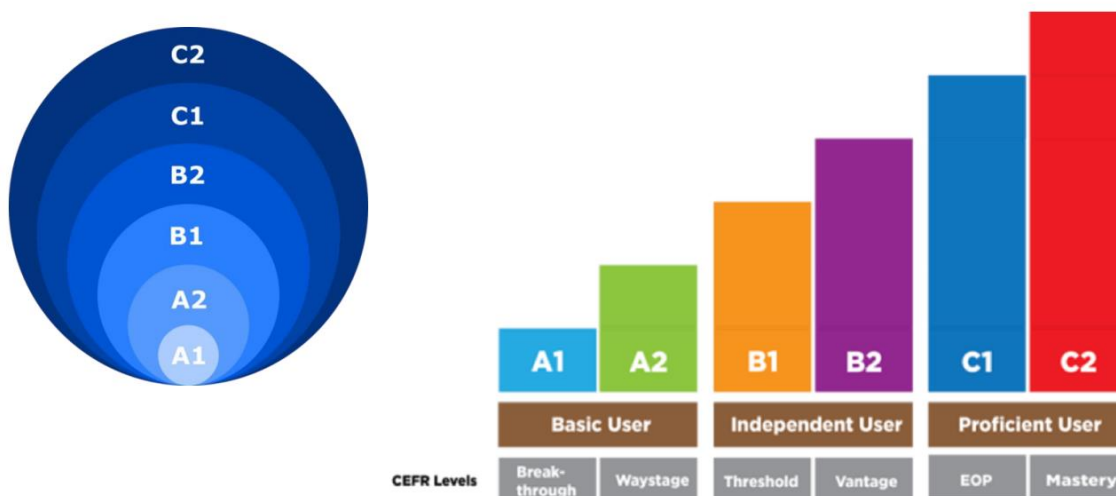 C2
C1
B2
B1
A2
A1
A1 A2 B1 B2 C1 C2
Basic User Independent User Proficient User
CEFR Levels Break- Waystage Threshold Vantage EOP Mastery
through